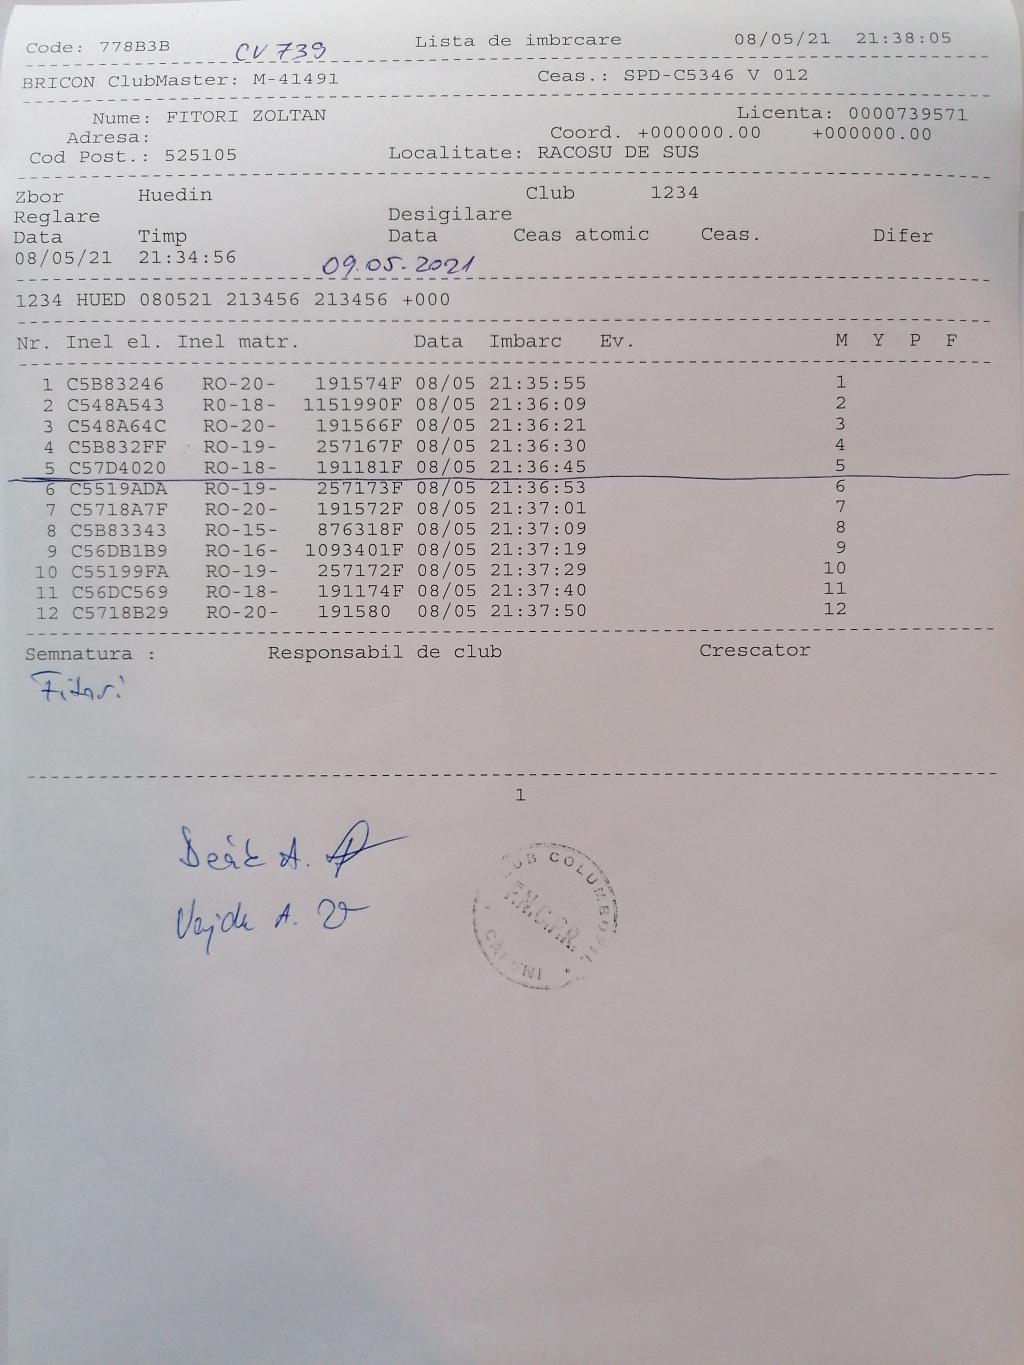 Code: 778B3B CV 739 Lista de imbrcare 08/05/21 21:38:05
BRICON ClubMaster: M-41491 Ceas.: SPD-C5346 V 012
Nume: FITORI ZOLTAN Licenta: 0000739571
Adresa: Coord. +000000.00 +000000.00
Cod Post.: 525105 Localitate: RACOSU DE SUS
Zbor Huedin Club 1234
Reglare Desigilare
Data Timp Data Ceas atomic Ceas. Difer
08/05/21 21:34:56 09.05.2021
1234 HUED 080521 213456 213456 +000
Nr. Inel el. Inel matr. Data Imbarc Ev. M Y P F
1 C5B83246 RO-20- 191574F 08/05 21:35:55 1
2 C548A543 RO-18- 1151990F 08/05 21:36:09 2
3 C548A64C RO-20- 191566F 08/05 21:36:21 3
4 C5B832FF RO-19- 257167F 08/05 21:36:30 4
5 C57D4020 RO-18- 191181F 08/05 21:36:45 5
6 C5519ADA RO-19- 257173F 08/05 21:36:53 6
7 C5718A7F RO-20- 191572F 08/05 21:37:01 7
8 C5B83343 RO-15- 876318F 08/05 21:37:09 8
9 C56DB1B9 RO-16- 1093401F 08/05 21:37:19 9
10 C55199FA RO-19- 257172F 08/05 21:37:29 10
11 C56DC569 RO-18- 191174F 08/05 21:37:40 11
12 C5718B29 RO-20- 191580 08/05 21:37:50 12
Semnatura : Responsabil de club Crescator
Fitori
1
Deák A.
Vajda A.
CLUB COLUMBOFIL
F.N.C.P.R.
CAPENI